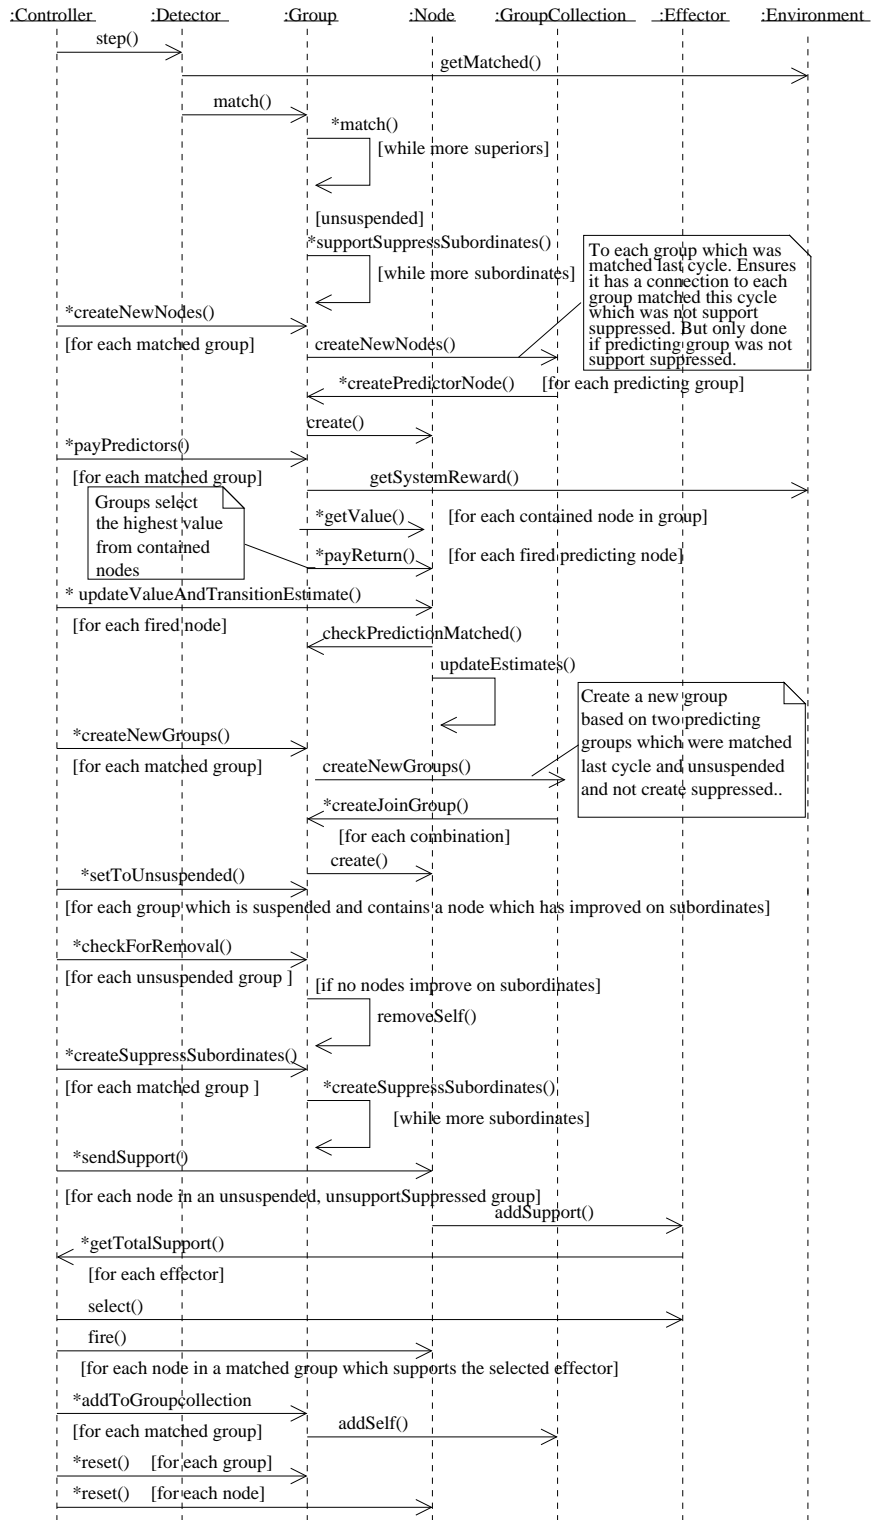 :Controller :Detector :Group :Node :GroupCollection :Effector :Environment
step()
getMatched()
match()
*match()
[while more superiors]
[unsuspended]
*supportSuppressSubordinates()
[while more subordinates]
To each group which was
matched last cycle. Ensures
it has a connection to each
group matched this cycle
which was not support
suppressed. But only done
if predicting group was not
support suppressed.
*createNewNodes()
[for each matched group]
createNewNodes()
*createPredictorNode() [for each predicting group]
create()
*payPredictors()
[for each matched group]
getSystemReward()
Groups select
the highest value
from contained
nodes
*getValue() [for each contained node in group]
*payReturn() [for each fired predicting node]
* updateValueAndTransitionEstimate()
[for each fired node]
checkPredictionMatched()
updateEstimates()
Create a new group
based on two predicting
groups which were matched
last cycle and unsuspended
and not create suppressed..
*createNewGroups()
[for each matched group]
createNewGroups()
*createJoinGroup()
[for each combination]
create()
*setToUnsuspended()
[for each group which is suspended and contains a node which has improved on subordinates]
*checkForRemoval()
[for each unsuspended group ]
[if no nodes improve on subordinates]
removeSelf()
*createSuppressSubordinates()
[for each matched group ]
*createSuppressSubordinates()
[while more subordinates]
*sendSupport()
[for each node in an unsuspended, unsupportSuppressed group]
addSupport()
*getTotalSupport()
[for each effector]
select()
fire()
[for each node in a matched group which supports the selected effector]
*addToGroupcollection
[for each matched group]
addSelf()
*reset() [for each group]
*reset() [for each node]